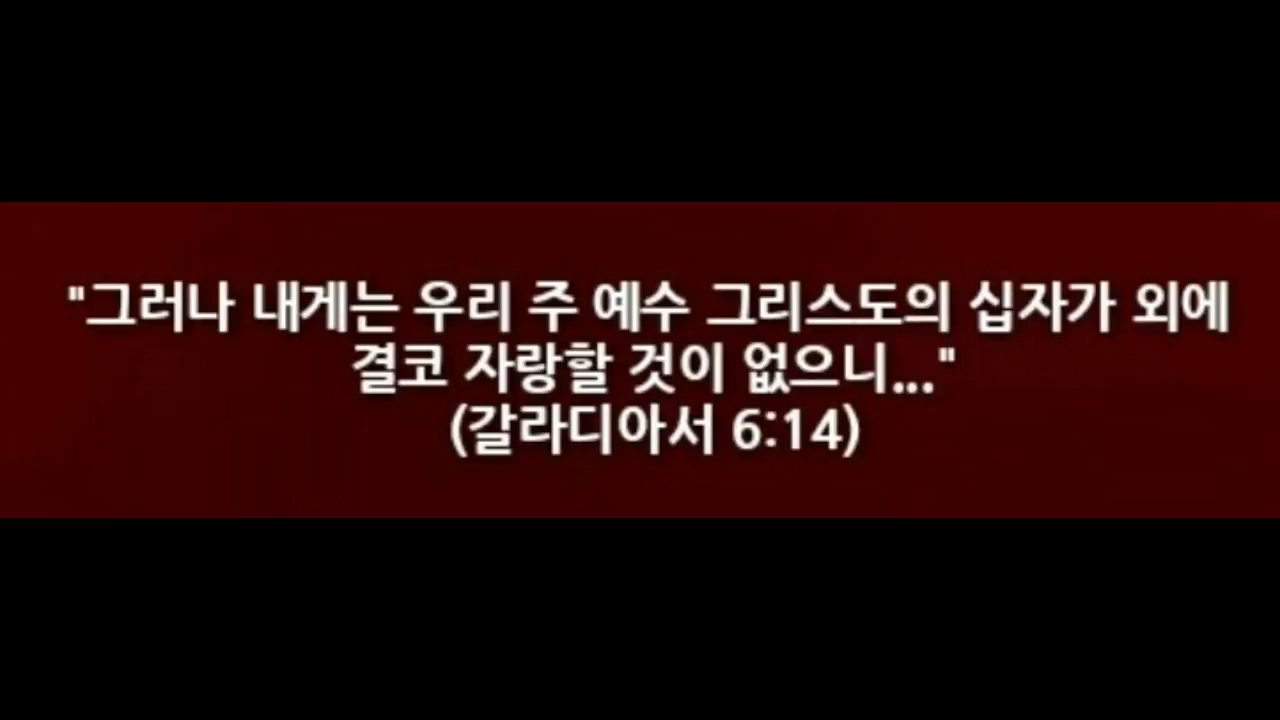 "그러나 내게는 우리 주 예수 그리스도의 십자가 외에
결코 자랑할 것이 없으니..."
(갈라디아서 6:14)